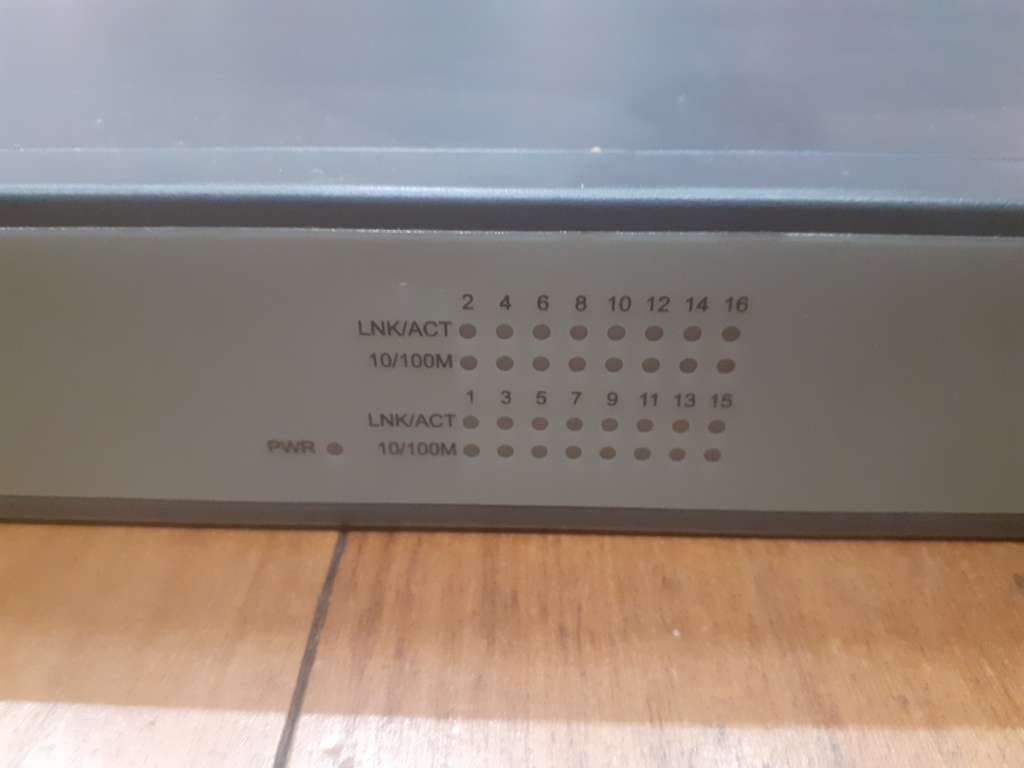 2 4 6 8 10 12 14 16
LNK/ACT
10/100M
1 3 5 7 9 11 13 15
LNK/ACT
PWR 10/100M